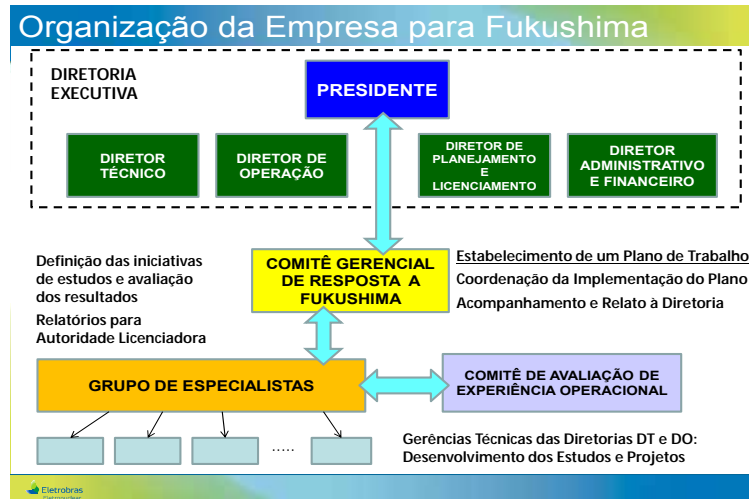 Organização da Empresa para Fukushima
DIRETORIA
EXECUTIVA
PRESIDENTE
DIRETOR
TÉCNICO
DIRETOR DE
OPERAÇÃO
DIRETOR DE
PLANEJAMENTO
E
LICENCIAMENTO
DIRETOR
ADMINISTRATIVO
E FINANCEIRO
Definição das iniciativas
de estudos e avaliação
dos resultados
Relatórios para
Autoridade Licenciadora
COMITÊ GERENCIAL
DE RESPOSTA A
FUKUSHIMA
Estabelecimento de um Plano de Trabalho
Coordenação da Implementação do Plano
Acompanhamento e Relato à Diretoria
GRUPO DE ESPECIALISTAS
COMITÊ DE AVALIAÇÃO DE
EXPERIÊNCIA OPERACIONAL
.....
Gerências Técnicas das Diretorias DT e DO:
Desenvolvimento dos Estudos e Projetos
Eletrobras
Eletronuclear